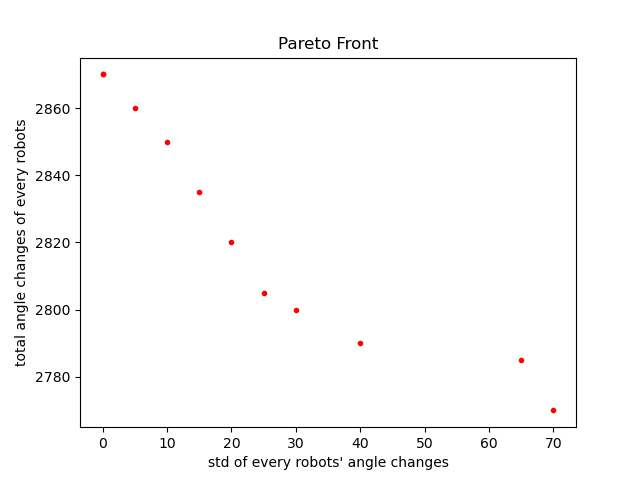 Pareto Front
total angle changes of every robots
2860
2840
2820
2800
2780
0 10 20 30 40 50 60 70
std of every robots' angle changes